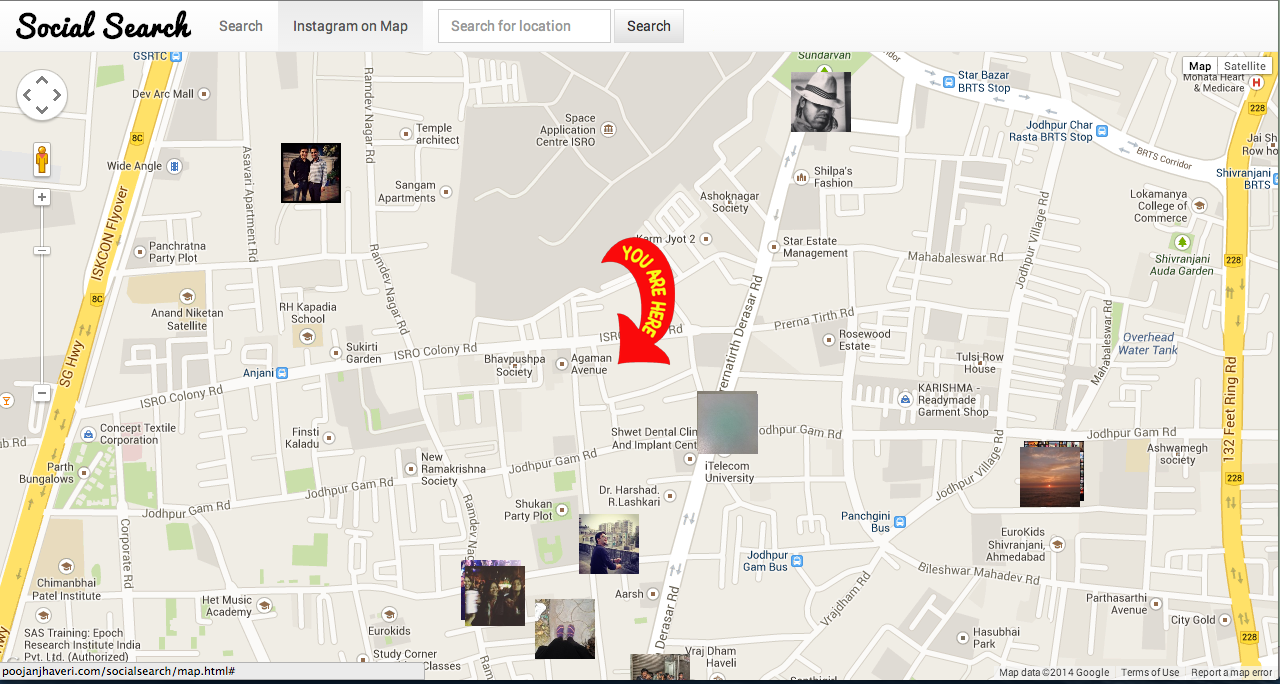 Social Search
Search
Instagram on Map
Search for location
Search
GSRTC
Dev Arc Mall
8C
Wide Angle
ISKCON Flyover
8C
SG Hwy
Asavari Apartment Rd
Ramdev Nagar Rd
Temple
architect
Sangam
Apartments
Space
Application
Centre ISRO
Sundarvan
Star Bazar
BRTS Stop
Jodhpur Char
Rasta BRTS Stop
BRTS Corridor
Map
Satellite
Mohata Heart
& Medicare
228
Jai Sh
Row ho
Shivranjani
BRTS
Lokamanya
College of
Commerce
Shivranjani
Auda Garden
228
Shilpa's
Fashion
Ashoknagar
Society
Karm Jyot 2
Star Estate
Management
Mahabaleswar Rd
Jodhpur Village Rd
Panchratna
Party Plot
Anand Niketan
Satellite
RH Kapadia
School
Ramdev Nagar Rd
Sukirti
Garden
ISRO Colony Rd
Anjani
ISRO Colony Rd
YOU ARE HERE
ISRO
Rd
Bhavpushpa
Society
Agaman
Avenue
Prerna Tirth Rd
rematirth Derasar Rd
Rosewood
Estate
Tulsi Row
House
Mahabaleswar Rd
Overhead
Water Tank
KARISHMA -
Readymade
Garment Shop
132 Feet Ring Rd
ab Rd
Concept Textile
Corporation
Finsti
Kaladu
Parth
Bungalows
New
Ramakrishna
Society
Jodhpur Gam Rd
Jodhpur Gam Rd
Jodhpur Gam Rd
Shwet Dental Clin
And Implant Cent
odhpur Gam Rd
iTelecom
University
Jodhpur Village Rd
Jodhpur Gam Rd
Ashwamegh
society
228
Corporate Rd
Shukan
Party Plot
Ramdev Na
Dr. Harshad.
R.Lashkari
Panchgini
Bus
Jodhpur
Gam Bus
EuroKids
Shivranjani,
Ahmedabad
Bileshwar Mahadev Rd
Chimanbhai
Patel Institute
Het Music
Academy
Aarsh
Vrajdham Rd
Parthasarthi
Avenue
City Gold
SAS Training: Epoch
Research Institute India
Pvt. Ltd. (Authorized)
Eurokids
Study Corner
Classes
Derasar Rd
Vraj Dham
Haveli
Hasubhai
Park
228
Hwy
poojanjhaveri.com/socialsearch/map.html#
Map data ©2014 Google
Terms of Use
Report a map error